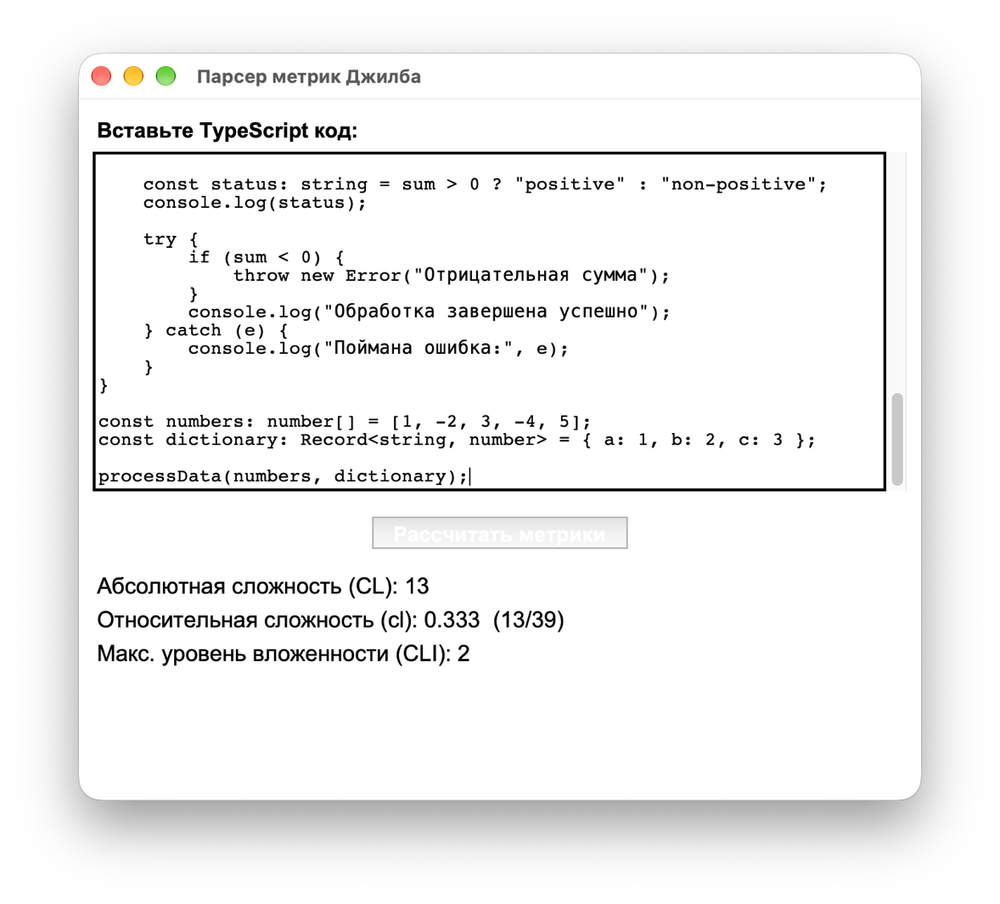 Парсер метрик Джилба
Вставьте TypeScript код:
const status: string = sum > 0 ? "positive" : "non-positive";
console.log(status);
try {
if (sum < 0) {
throw new Error("Отрицательная сумма");
}
console.log("Обработка завершена успешно");
} catch (e) {
console.log("Поймана ошибка:", e);
}
}
const numbers: number[] = [1, -2, 3, -4, 5];
const dictionary: Record<string, number> = { a: 1, b: 2, c: 3 };
processData(numbers, dictionary);
Рассчитать метрики
Абсолютная сложность (CL): 13
Относительная сложность (cl): 0.333 (13/39)
Макс. уровень вложенности (CLI): 2